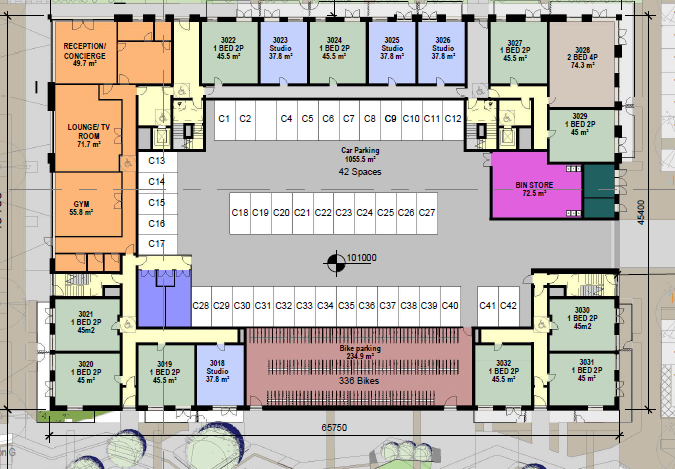 RECEPTION/
CONCIERGE
49.7 m²
3022
1 BED 2P
45.5 m²
3023
Studio
37.8 m²
3024
1 BED 2P
45.5 m²
3025
Studio
37.8 m²
3026
Studio
37.8 m²
3027
1 BED 2P
45.5 m²
3028
2 BED 4P
74.3 m²
LOUNGE/ TV
ROOM
71.7 m²
C1 C2 C4 C5 C6 C7 C8 C9 C10 C11 C12
3029
1 BED 2P
45 m²
Car Parking
1055.5 m²
42 Spaces
C13
C14
C15
C16
C17
GYM
55.8 m²
BIN STORE
72.5 m²
C18 C19 C20 C21 C22 C23 C24 C25 C26 C27
45400
101000
C28 C29 C30 C31 C32 C33 C34 C35 C36 C37 C38 C39 C40 C41 C42
3021
1 BED 2P
45m2
3030
1 BED 2P
45m2
3020
1 BED 2P
45 m²
3019
1 BED 2P
45.5 m²
3018
Studio
37.8 m²
Bike parking
234.9 m²
336 Bikes
3032
1 BED 2P
45.5 m²
3031
1 BED 2P
45 m²
65750